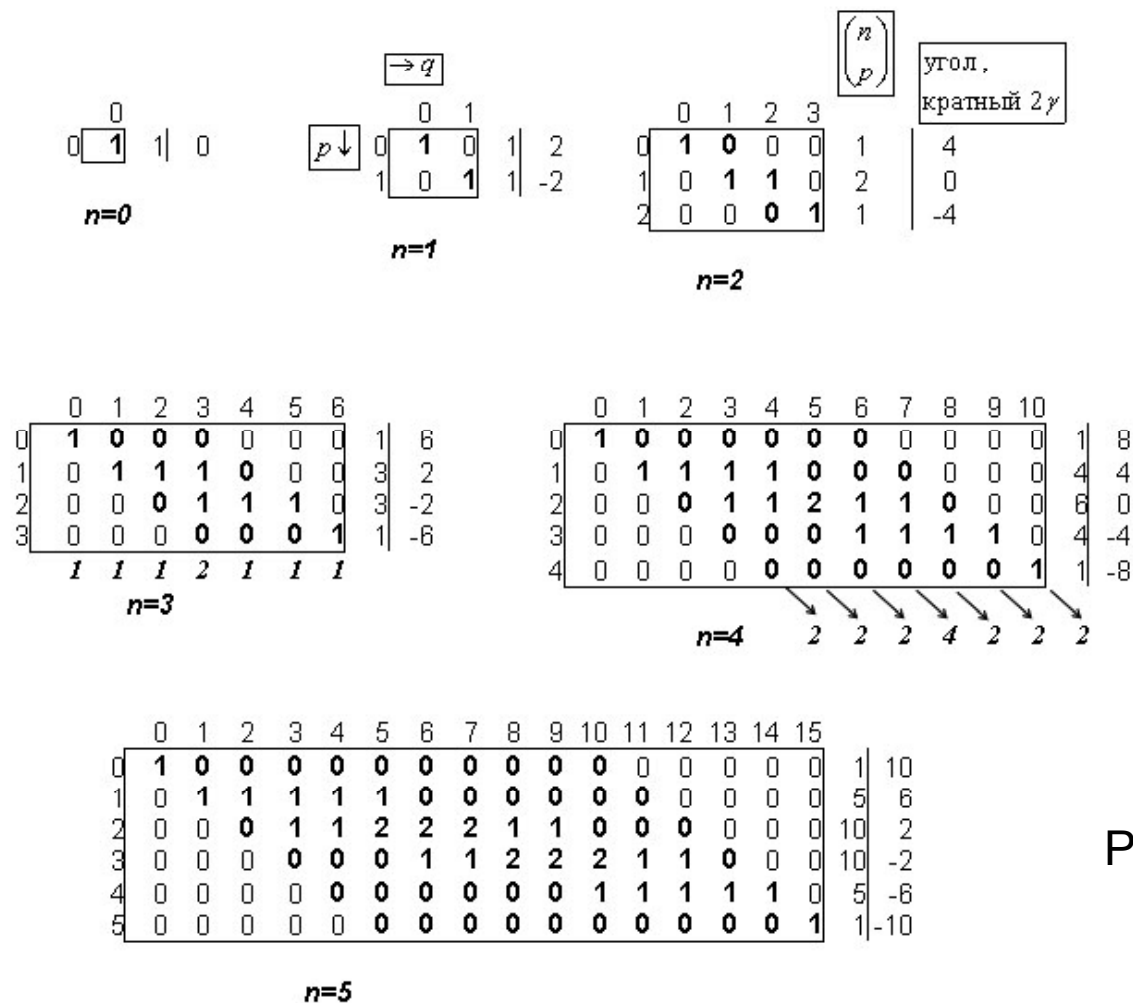 (n p)
угол,
кратный 2γ
→ q
0
0 1 1| 0
n=0
0 1
p↓ 0 1 0 1| 2
1 0 1 1| -2
n=1
0 1 2 3
0 1 0 0 0 1 | 4
1 0 1 1 0 2 | 0
2 0 0 0 1 1 | -4
n=2
0 1 2 3 4 5 6
0 1 0 0 0 0 0 0 1| 6
1 0 1 1 1 0 0 0 3| 2
2 0 0 0 1 1 1 0 3| -2
3 0 0 0 0 0 0 1 1| -6
1 1 1 2 1 1 1
n=3
0 1 2 3 4 5 6 7 8 9 10
0 1 0 0 0 0 0 0 0 0 0 0 1| 8
1 0 1 1 1 1 0 0 0 0 0 0 4| 4
2 0 0 0 1 1 2 1 1 0 0 0 6| 0
3 0 0 0 0 0 0 1 1 1 1 0 4| -4
4 0 0 0 0 0 0 0 0 0 0 1 1| -8
n=4 2 2 2 4 2 2 2
0 1 2 3 4 5 6 7 8 9 10 11 12 13 14 15
0 1 0 0 0 0 0 0 0 0 0 0 0 0 0 0 0 1| 10
1 0 1 1 1 1 1 0 0 0 0 0 0 0 0 0 0 5| 6
2 0 0 0 1 1 2 2 2 1 1 0 0 0 0 0 0 10| 2
3 0 0 0 0 0 0 1 1 2 2 2 1 1 0 0 0 10| -2
4 0 0 0 0 0 0 0 0 0 0 1 1 1 1 1 0 5| -6
5 0 0 0 0 0 0 0 0 0 0 0 0 0 0 0 1 1| -10
n=5
P